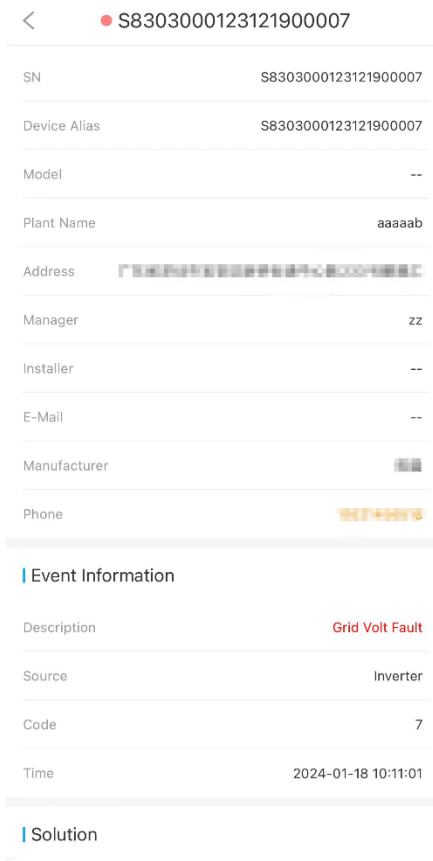 S8303000123121900007
SN S8303000123121900007
Device Alias S8303000123121900007
Model --
Plant Name aaaaab
Address
Manager zz
Installer --
E-Mail --
Manufacturer
Phone
Event Information
Description Grid Volt Fault
Source Inverter
Code 7
Time 2024-01-18 10:11:01
Solution